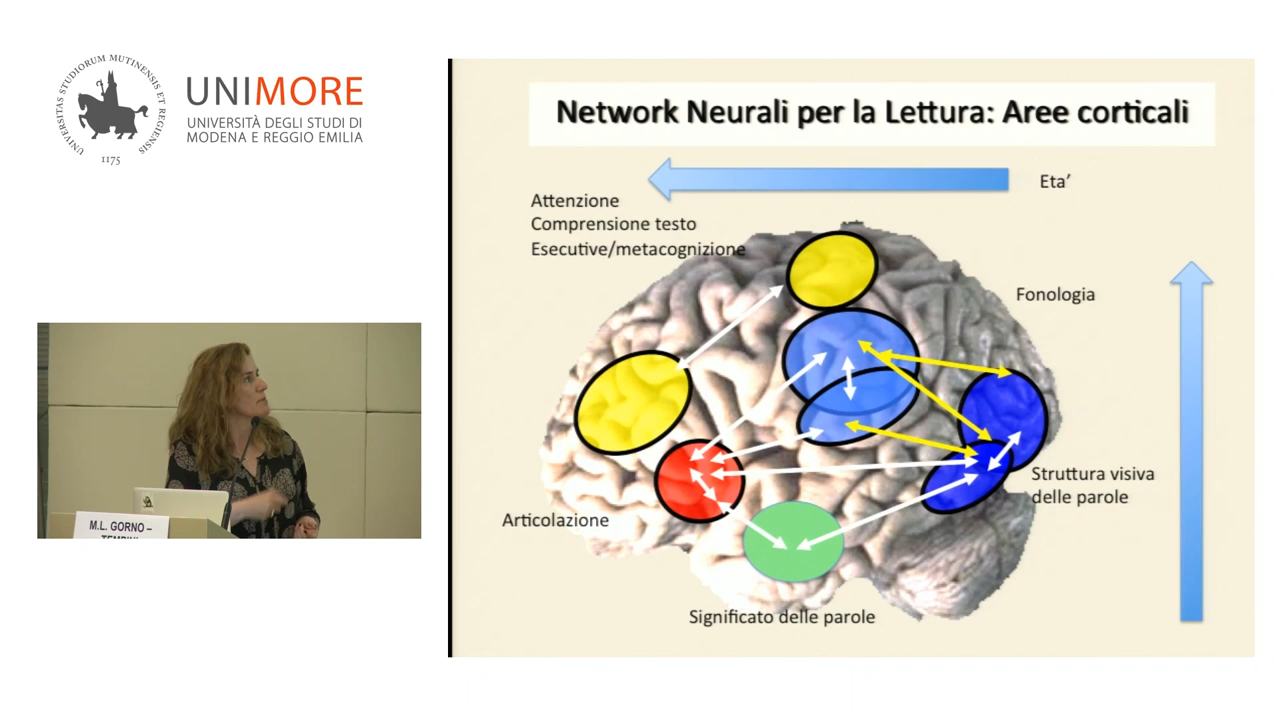 UNIVERSITAS STUDIORUM MUTINENSIS ET REGIENSIS
1175
UNIMORE
UNIVERSITÀ DEGLI STUDI DI
MODENA E REGGIO EMILIA
M.L. GORNO –
TEMPINI
Network Neurali per la Lettura: Aree corticali
Eta’
Attenzione
Comprensione testo
Esecutive/metacognizione
Fonologia
Struttura visiva
delle parole
Articolazione
Significato delle parole